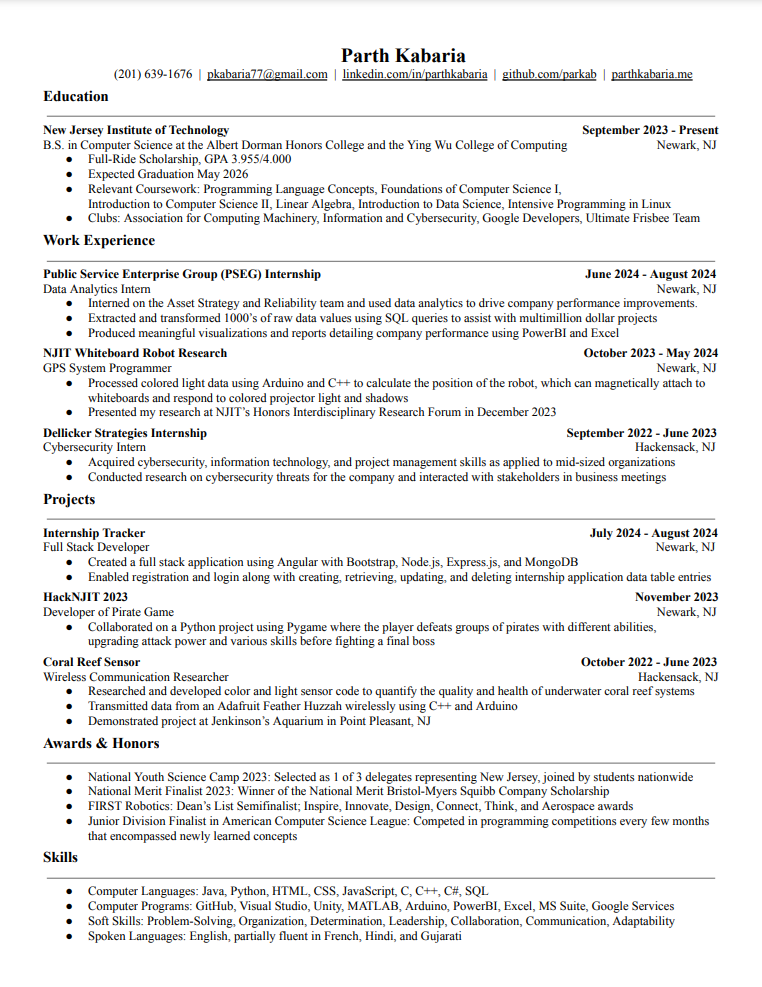 Parth Kabaria
(201) 639-1676 | pkabaria77@gmail.com | linkedin.com/in/parthkabaria | github.com/parkab | parthkabaria.me
Education
New Jersey Institute of Technology September 2023 - Present
B.S. in Computer Science at the Albert Dorman Honors College and the Ying Wu College of Computing Newark, NJ
● Full-Ride Scholarship, GPA 3.955/4.000
● Expected Graduation May 2026
● Relevant Coursework: Programming Language Concepts, Foundations of Computer Science I,
Introduction to Computer Science II, Linear Algebra, Introduction to Data Science, Intensive Programming in Linux
● Clubs: Association for Computing Machinery, Information and Cybersecurity, Google Developers, Ultimate Frisbee Team
Work Experience
Public Service Enterprise Group (PSEG) Internship June 2024 - August 2024
Data Analytics Intern Newark, NJ
● Interned on the Asset Strategy and Reliability team and used data analytics to drive company performance improvements.
● Extracted and transformed 1000’s of raw data values using SQL queries to assist with multimillion dollar projects
● Produced meaningful visualizations and reports detailing company performance using PowerBI and Excel
NJIT Whiteboard Robot Research October 2023 - May 2024
GPS System Programmer Newark, NJ
● Processed colored light data using Arduino and C++ to calculate the position of the robot, which can magnetically attach to
whiteboards and respond to colored projector light and shadows
● Presented my research at NJIT’s Honors Interdisciplinary Research Forum in December 2023
Dellicker Strategies Internship September 2022 - June 2023
Cybersecurity Intern Hackensack, NJ
● Acquired cybersecurity, information technology, and project management skills as applied to mid-sized organizations
● Conducted research on cybersecurity threats for the company and interacted with stakeholders in business meetings
Projects
Internship Tracker July 2024 - August 2024
Full Stack Developer Newark, NJ
● Created a full stack application using Angular with Bootstrap, Node.js, Express.js, and MongoDB
● Enabled registration and login along with creating, retrieving, updating, and deleting internship application data table entries
HackNJIT 2023 November 2023
Developer of Pirate Game Newark, NJ
● Collaborated on a Python project using Pygame where the player defeats groups of pirates with different abilities,
upgrading attack power and various skills before fighting a final boss
Coral Reef Sensor October 2022 - June 2023
Wireless Communication Researcher Hackensack, NJ
● Researched and developed color and light sensor code to quantify the quality and health of underwater coral reef systems
● Transmitted data from an Adafruit Feather Huzzah wirelessly using C++ and Arduino
● Demonstrated project at Jenkinson’s Aquarium in Point Pleasant, NJ
Awards & Honors
● National Youth Science Camp 2023: Selected as 1 of 3 delegates representing New Jersey, joined by students nationwide
● National Merit Finalist 2023: Winner of the National Merit Bristol-Myers Squibb Company Scholarship
● FIRST Robotics: Dean’s List Semifinalist; Inspire, Innovate, Design, Connect, Think, and Aerospace awards
● Junior Division Finalist in American Computer Science League: Competed in programming competitions every few months
that encompassed newly learned concepts
Skills
● Computer Languages: Java, Python, HTML, CSS, JavaScript, C, C++, C#, SQL
● Computer Programs: GitHub, Visual Studio, Unity, MATLAB, Arduino, PowerBI, Excel, MS Suite, Google Services
● Soft Skills: Problem-Solving, Organization, Determination, Leadership, Collaboration, Communication, Adaptability
● Spoken Languages: English, partially fluent in French, Hindi, and Gujarati